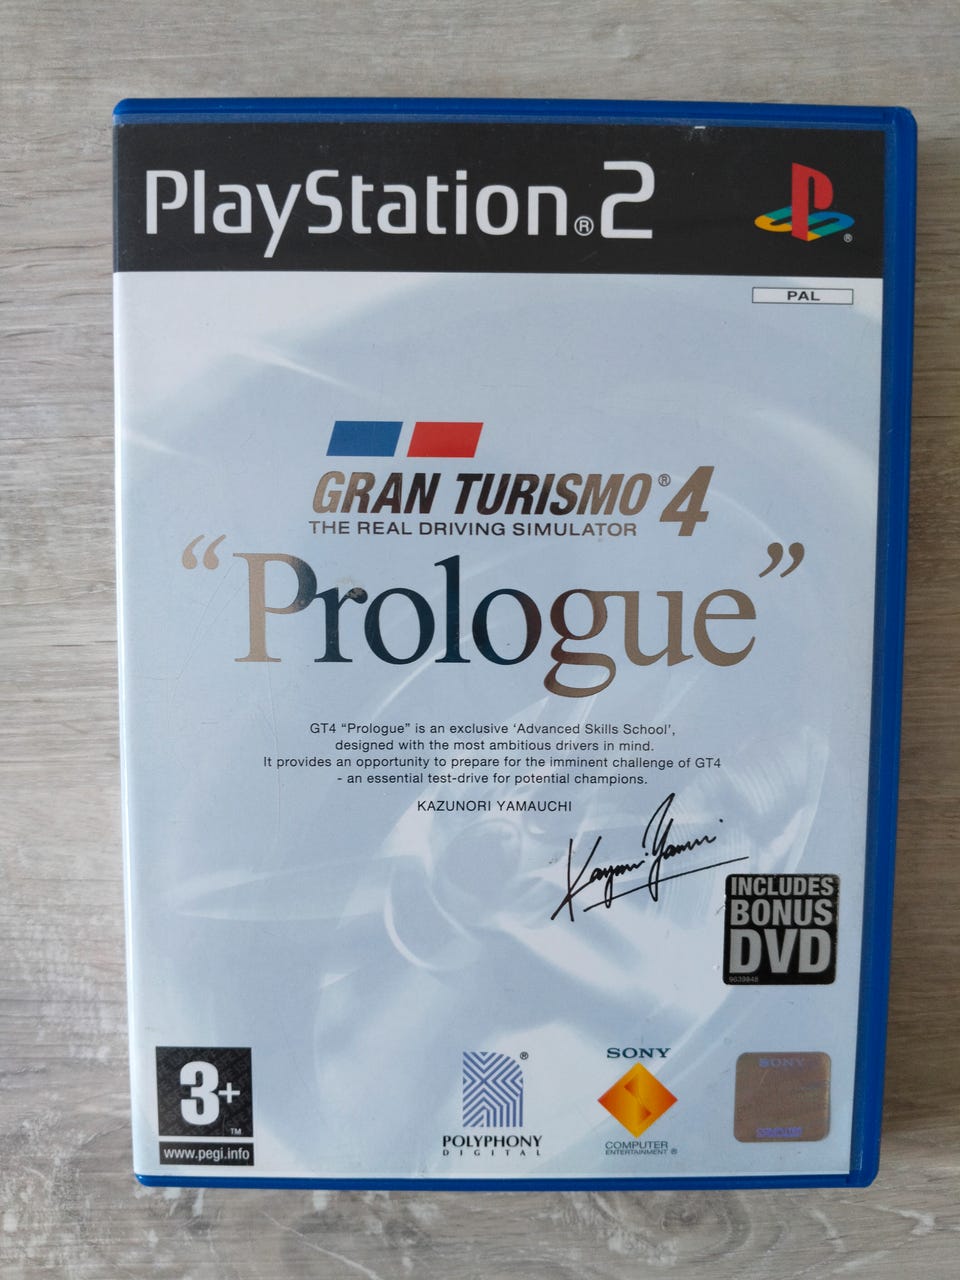 PlayStation®2
PAL
GRAN TURISMO®4
THE REAL DRIVING SIMULATOR
“Prologue”
GT4 “Prologue” is an exclusive ‘Advanced Skills School’,
designed with the most ambitious drivers in mind.
It provides an opportunity to prepare for the imminent challenge of GT4
- an essential test-drive for potential champions.
KAZUNORI YAMAUCHI
INCLUDES
BONUS
DVD
9639848
3+
TM
www.pegi.info
POLYPHONY
DIGITAL
SONY
COMPUTER
ENTERTAINMENT®
SONY